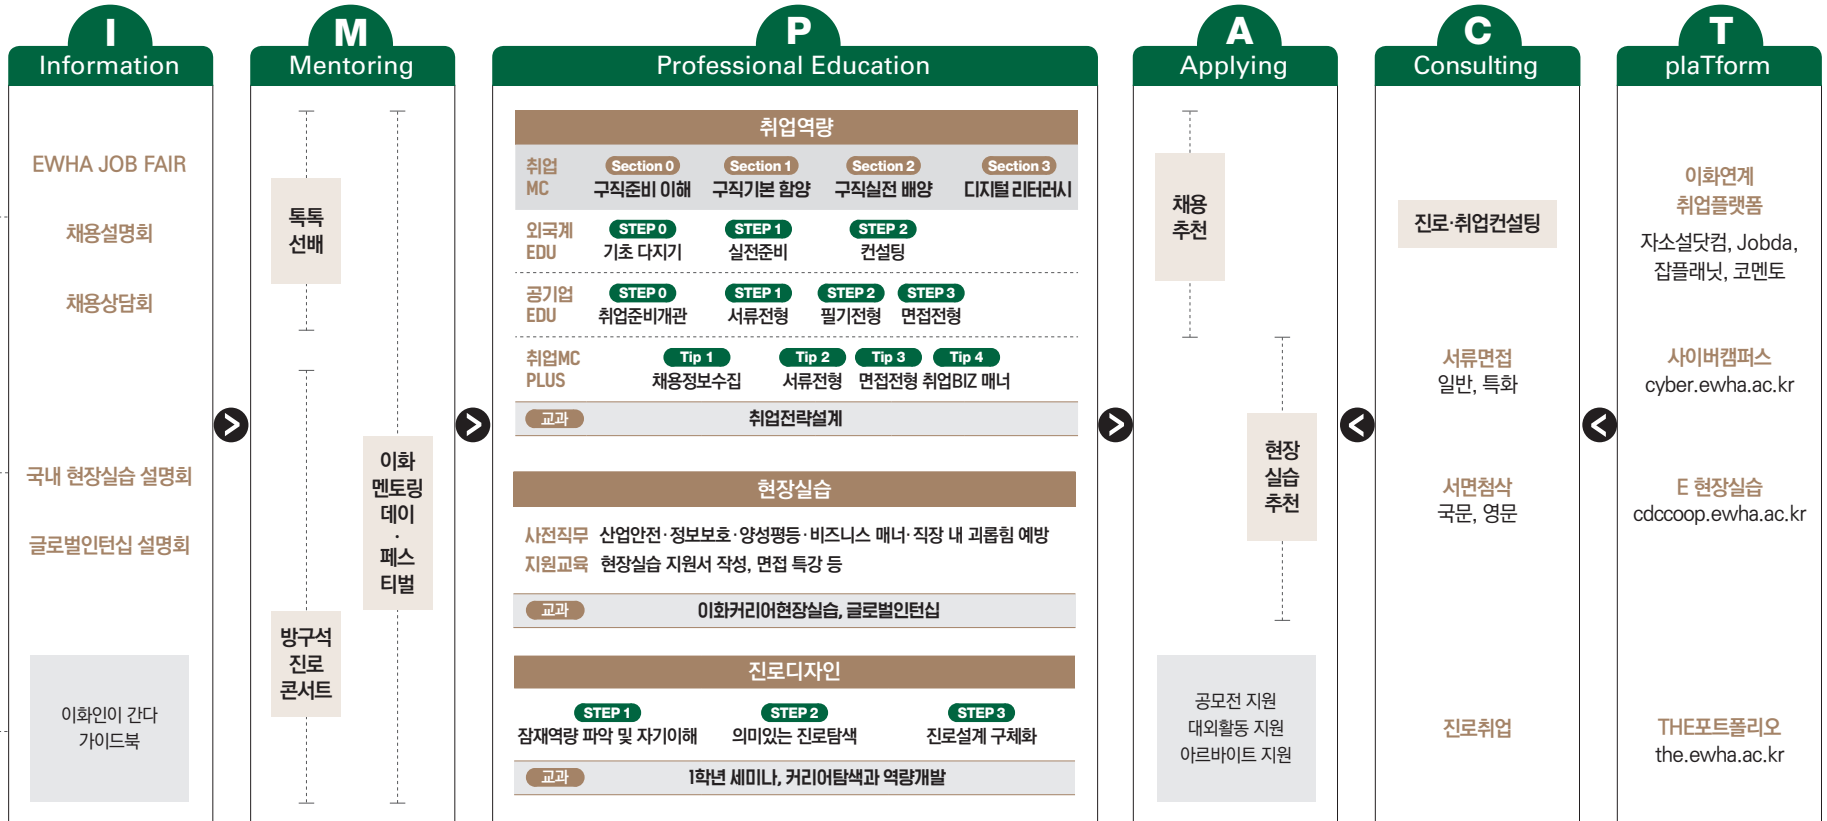 I
Information
EWHA JOB FAIR
채용설명회
채용상담회
국내 현장실습 설명회
글로벌인턴십 설명회
이화인이 간다
가이드북
M
Mentoring
톡톡
선배
이화
멘토링
데이
·
페스
티벌
방구석
진로
콘서트
P
Professional Education
취업역량
취업
MC
Section 0
구직준비 이해
Section 1
구직기본 함양
Section 2
구직실전 배양
Section 3
디지털 리터러시
외국계
EDU
STEP 0
기초 다지기
STEP 1
실전준비
STEP 2
컨설팅
공기업
EDU
STEP 0
취업준비개관
STEP 1
서류전형
STEP 2
필기전형
STEP 3
면접전형
취업MC
PLUS
Tip 1
채용정보수집
Tip 2
서류전형
Tip 3
면접전형
Tip 4
취업BIZ 매너
교과 취업전략설계
현장실습
사전직무 산업안전·정보보호·양성평등·비즈니스 매너·직장 내 괴롭힘 예방
지원교육 현장실습 지원서 작성, 면접 특강 등
교과 이화커리어현장실습, 글로벌인턴십
진로디자인
STEP 1
잠재역량 파악 및 자기이해
STEP 2
의미있는 진로탐색
STEP 3
진로설계 구체화
교과 1학년 세미나, 커리어탐색과 역량개발
A
Applying
채용
추천
현장
실습
추천
공모전 지원
대외활동 지원
아르바이트 지원
C
Consulting
진로·취업컨설팅
서류면접
일반, 특화
서면첨삭
국문, 영문
진로취업
T
plaTform
이화연계
취업플랫폼
자소설닷컴, Jobda,
잡플래닛, 코멘토
사이버캠퍼스
cyber.ewha.ac.kr
E 현장실습
cdccoop.ewha.ac.kr
THE포트폴리오
the.ewha.ac.kr